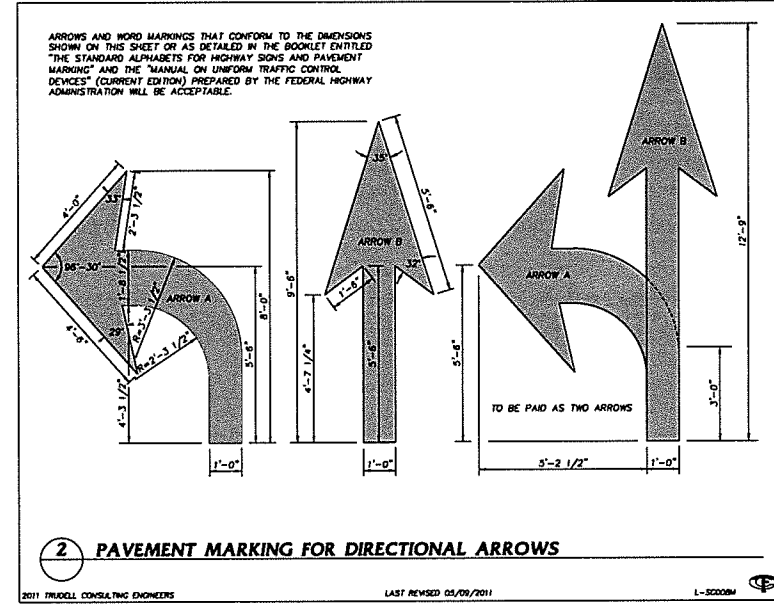 ARROWS AND WORD MARKINGS THAT CONFORM TO THE DIMENSIONS
SHOWN ON THIS SHEET OR AS DETAILED IN THE BOOKLET ENTITLED
"THE STANDARD ALPHABETS FOR HIGHWAY SIGNS AND PAVEMENT
MARKING" AND THE "MANUAL ON UNIFORM TRAFFIC CONTROL
DEVICES" (CURRENT EDITION) PREPARED BY THE FEDERAL HIGHWAY
ADMINISTRATION WILL BE ACCEPTABLE.
4'-0"
33°
2'-3 1/2"
96°-30'
1'-8 1/2"
ARROW A
4'-6"
29°
R=3'-3 1/2"
R=2'-3 1/2"
4'-3 1/2"
5'-6"
8'-0"
1'-0"
35°
5'-6"
ARROW B
32°
1'-6"
9'-6"
4'-7 1/4"
5'-6"
1'-0"
ARROW B
ARROW A
12'-9"
5'-6"
3'-0"
TO BE PAID AS TWO ARROWS
5'-2 1/2"
1'-0"
2 PAVEMENT MARKING FOR DIRECTIONAL ARROWS
2011 TRUDELL CONSULTING ENGINEERS
LAST REVISED 05/09/2011